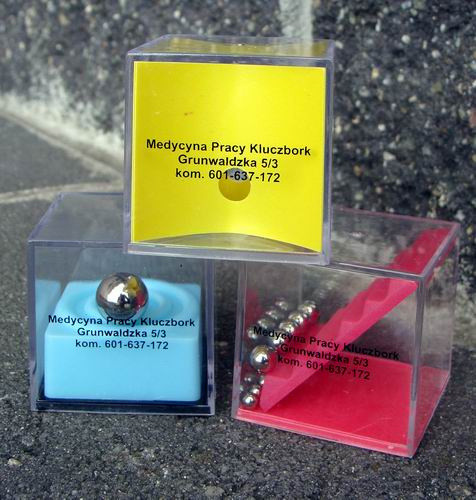 Medycyna Pracy Kluczbork
Grunwaldzka 5/3
kom. 601-637-172
Medycyna Pracy Kluczbork
Grunwaldzka 5/3
kom. 601-637-172
Medycyna Pracy Kluczbork
Grunwaldzka 5/3
kom. 601-637-172